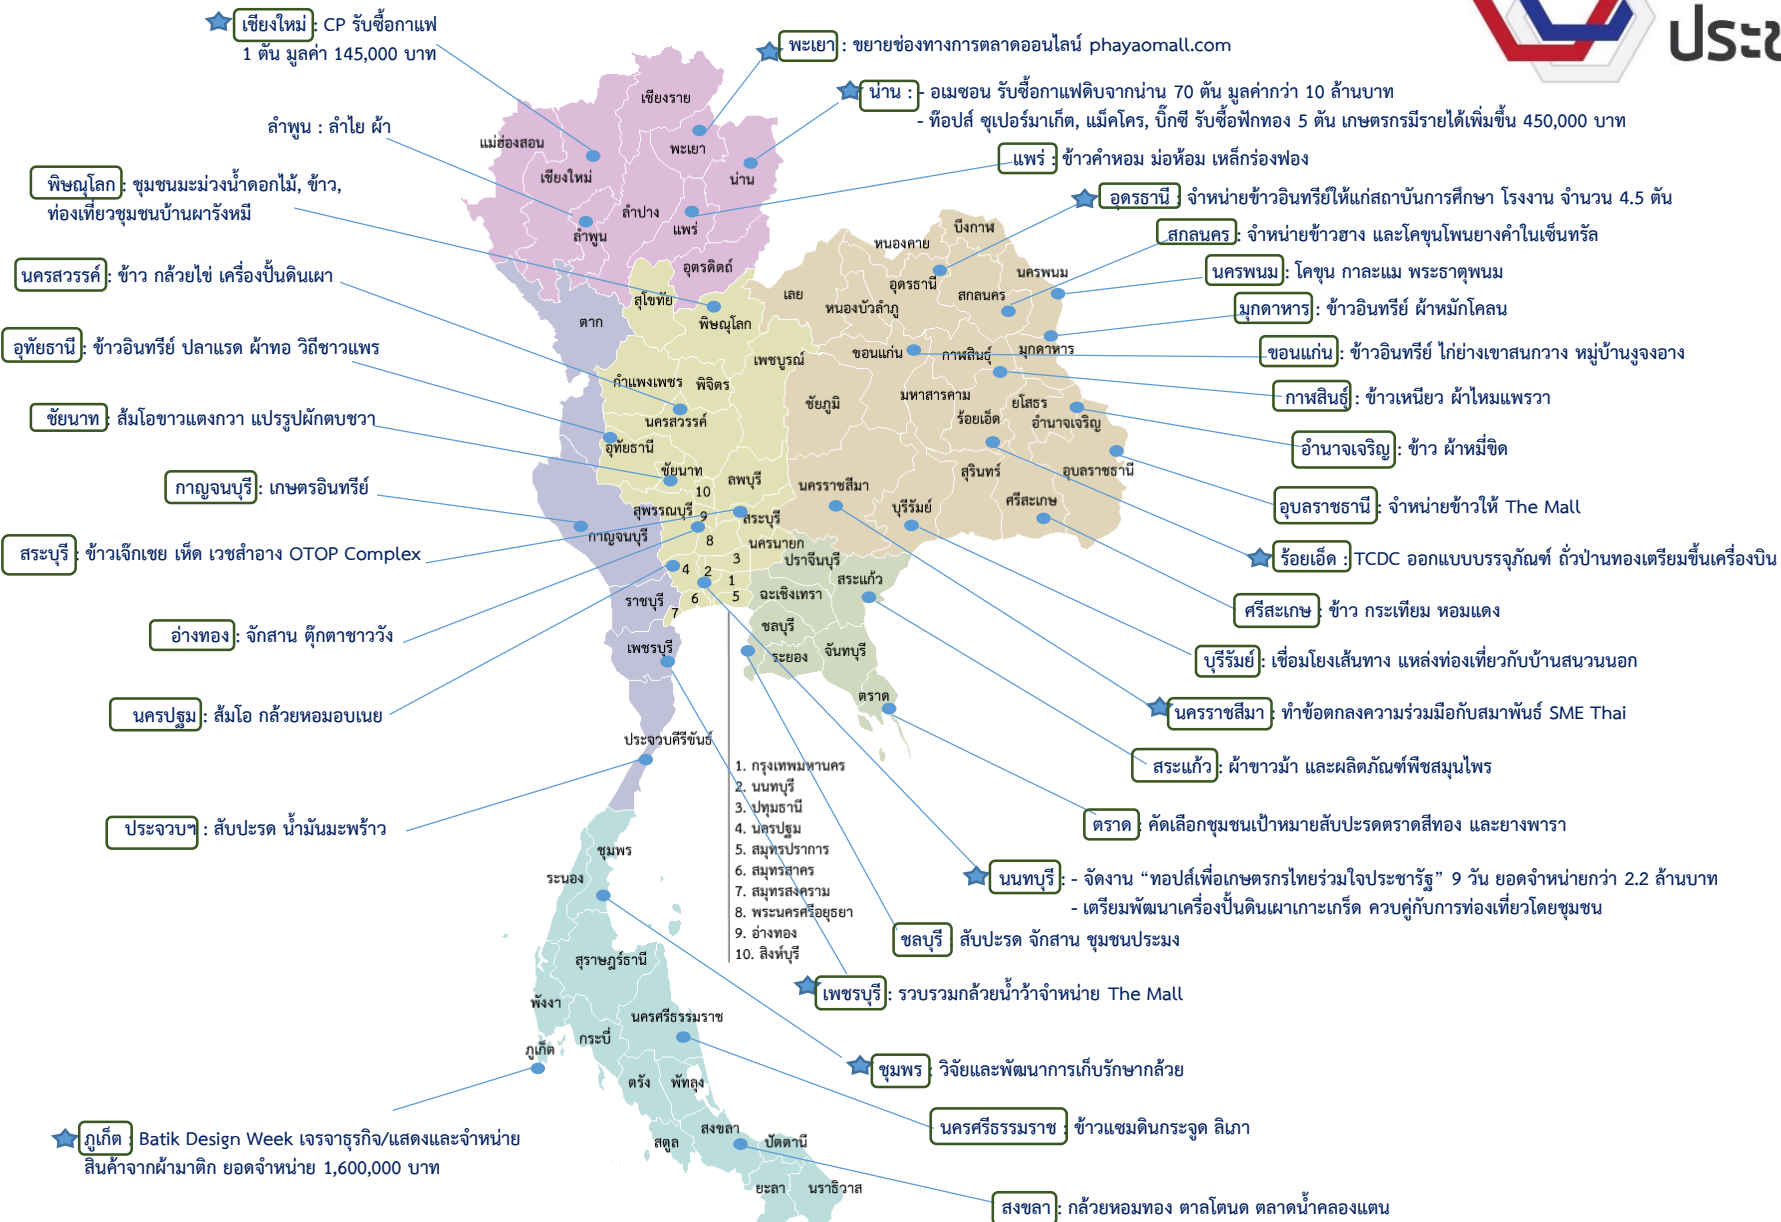 ประช
เชียงใหม่ : CP รับซื้อกาแฟ
1 ตัน มูลค่า 145,000 บาท
พะเยา : ขยายช่องทางการตลาดออนไลน์ phayaomall.com
น่าน : - อเมซอน รับซื้อกาแฟดิบจากน่าน 70 ตัน มูลค่ากว่า 10 ล้านบาท
- ท๊อปส์ ซุเปอร์มาเก็ต, แม็คโคร, บิ๊กซี รับซื้อฟักทอง 5 ตัน เกษตรกรมีรายได้เพิ่มขึ้น 450,000 บาท
ลำพูน : ลำไย ผ้า
แพร่ : ข้าวคำหอม ม่อห้อม เหล็กร่องฟอง
พิษณุโลก : ชุมชนมะม่วงน้ำดอกไม้, ข้าว,
ท่องเที่ยวชุมชนบ้านผารังหมี
อุดรธานี : จำหน่ายข้าวอินทรีย์ให้แก่สถาบันการศึกษา โรงงาน จำนวน 4.5 ตัน
สกลนคร : จำหน่ายข้าวฮาง และโคขุนโพนยางคำในเซ็นทรัล
นครสวรรค์ : ข้าว กล้วยไข่ เครื่องปั้นดินเผา
นครพนม : โคขุน กาละแม พระธาตุพนม
มุกดาหาร : ข้าวอินทรีย์ ผ้าหมักโคลน
อุทัยธานี : ข้าวอินทรีย์ ปลาแรด ผ้าทอ วิถีชาวแพร
ขอนแก่น : ข้าวอินทรีย์ ไก่ย่างเขาสนกวาง หมู่บ้านงูจงอาง
กาฬสินธุ์ : ข้าวเหนียว ผ้าไหมแพรวา
ชัยนาท : ส้มโอขาวแตงกวา แปรรูปผักตบชวา
อำนาจเจริญ : ข้าว ผ้าหมี่ขิด
กาญจนบุรี : เกษตรอินทรีย์
อุบลราชธานี : จำหน่ายข้าวให้ The Mall
สระบุรี : ข้าวเจ๊กเชย เห็ด เวชสำอาง OTOP Complex
ร้อยเอ็ด : TCDC ออกแบบบรรจุภัณฑ์ ถั่วป่านทองเตรียมขึ้นเครื่องบิน
ศรีสะเกษ : ข้าว กระเทียม หอมแดง
อ่างทอง : จักสาน ตุ๊กตาชาววัง
บุรีรัมย์ : เชื่อมโยงเส้นทาง แหล่งท่องเที่ยวกับบ้านสนวนนอก
นครปฐม : ส้มโอ กล้วยหอมอบเนย
นครราชสีมา : ทำข้อตกลงความร่วมมือกับสมาพันธ์ SME Thai
สระแก้ว : ผ้าขาวม้า และผลิตภัณฑ์พืชสมุนไพร
ประจวบฯ : สับปะรด น้ำมันมะพร้าว
ตราด : คัดเลือกชุมชนเป้าหมายสับปะรดตราดสีทอง และยางพารา
นนทบุรี : - จัดงาน “ทอปส์เพื่อเกษตรกรไทยร่วมใจประชารัฐ” 9 วัน ยอดจำหน่ายกว่า 2.2 ล้านบาท
- เตรียมพัฒนาเครื่องปั้นดินเผาเกาะเกร็ด ควบคู่กับการท่องเที่ยวโดยชุมชน
ชลบุรี : สับปะรด จักสาน ชุมชนประมง
เพชรบุรี : รวบรวมกล้วยน้ำว้าจำหน่าย The Mall
ชุมพร : วิจัยและพัฒนาการเก็บรักษากล้วย
นครศรีธรรมราช : ข้าวแซมดินกระจูด ลิเภา
ภูเก็ต : Batik Design Week เจรจาธุรกิจ/แสดงและจำหน่าย
สินค้าจากผ้ามาติก ยอดจำหน่าย 1,600,000 บาท
สงขลา : กล้วยหอมทอง ตาลโตนด ตลาดน้ำคลองแดน
เชียงราย
แม่ฮ่องสอน
พะเยา
เชียงใหม่
น่าน
ลำปาง
แพร่
ลำพูน
อุตรดิตถ์
สุโขทัย
ตาก
พิษณุโลก
เพชรบูรณ์
กำแพงเพชร
พิจิตร
นครสวรรค์
อุทัยธานี
ชัยนาท
ลพบุรี
10
สุพรรณบุรี
9
สระบุรี
กาญจนบุรี
8
นครนายก
3
4
2
1
6
5
7
บึงกาฬ
หนองคาย
นครพนม
เลย
อุดรธานี
สกลนคร
หนองบัวลำภู
ขอนแก่น
กาฬสินธุ์
มุกดาหาร
ชัยภูมิ
มหาสารคาม
ยโสธร
ร้อยเอ็ด
อำนาจเจริญ
สุรินทร์
อุบลราชธานี
นครราชสีมา
บุรีรัมย์
ศรีสะเกษ
ปราจีนบุรี
สระแก้ว
ฉะเชิงเทรา
ชลบุรี
ระยอง
จันทบุรี
ตราด
ราชบุรี
เพชรบุรี
ประจวบคีรีขันธ์
1. กรุงเทพมหานคร
2. นนทบุรี
3. ปทุมธานี
4. นครปฐม
5. สมุทรปราการ
6. สมุทรสาคร
7. สมุทรสงคราม
8. พระนครศรีอยุธยา
9. อ่างทอง
10. สิงห์บุรี
ชุมพร
ระนอง
สุราษฎร์ธานี
พังงา
นครศรีธรรมราช
กระบี่
ภูเก็ต
ตรัง
พัทลุง
สงขลา
สตูล
ปัตตานี
ยะลา
นราธิวาส